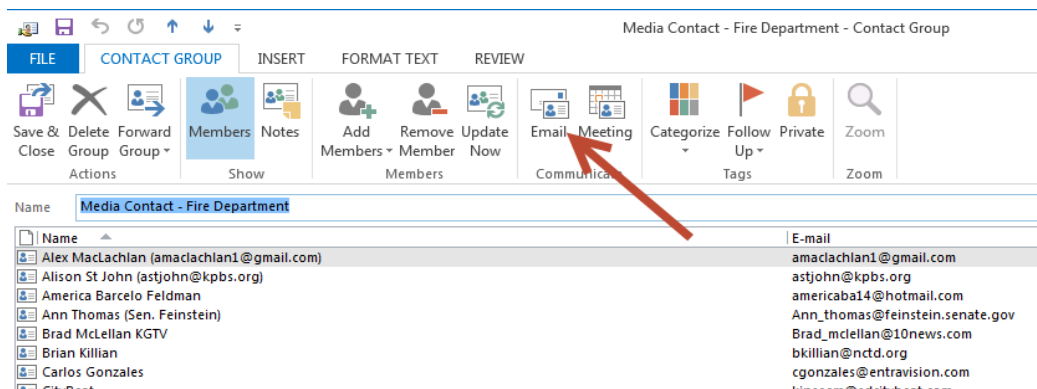 Media Contact - Fire Department - Contact Group
FILE CONTACT GROUP INSERT FORMAT TEXT REVIEW
Save & Close Delete Group Forward Group Members Notes Add Members Remove Member Update Now Email Meeting Categorize Follow Up Private Zoom
Actions Show Members Communicate Tags Zoom
Name Media Contact - Fire Department
Name E-mail
Alex MacLachlan (amaclachlan1@gmail.com) amaclachlan1@gmail.com
Alison St John (astjohn@kpbs.org) astjohn@kpbs.org
America Barcelo Feldman americaba14@hotmail.com
Ann Thomas (Sen. Feinstein) Ann_thomas@feinstein.senate.gov
Brad McLellan KGTV Brad_mclellan@10news.com
Brian Killian bkillian@nctd.org
Carlos Gonzales cgonzales@entravision.com